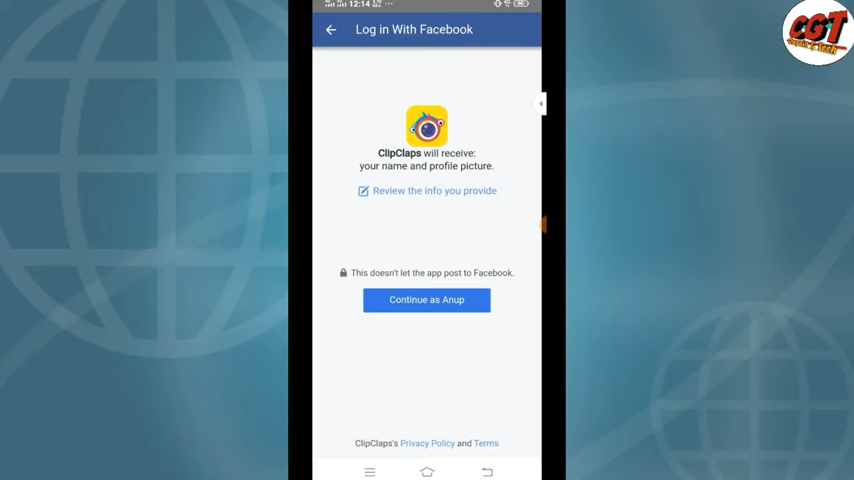 12:14
Log in With Facebook
CGT
ClipClaps will receive:
your name and profile picture.
Review the info you provide
This doesn't let the app post to Facebook.
Continue as Anup
ClipClaps's Privacy Policy and Terms